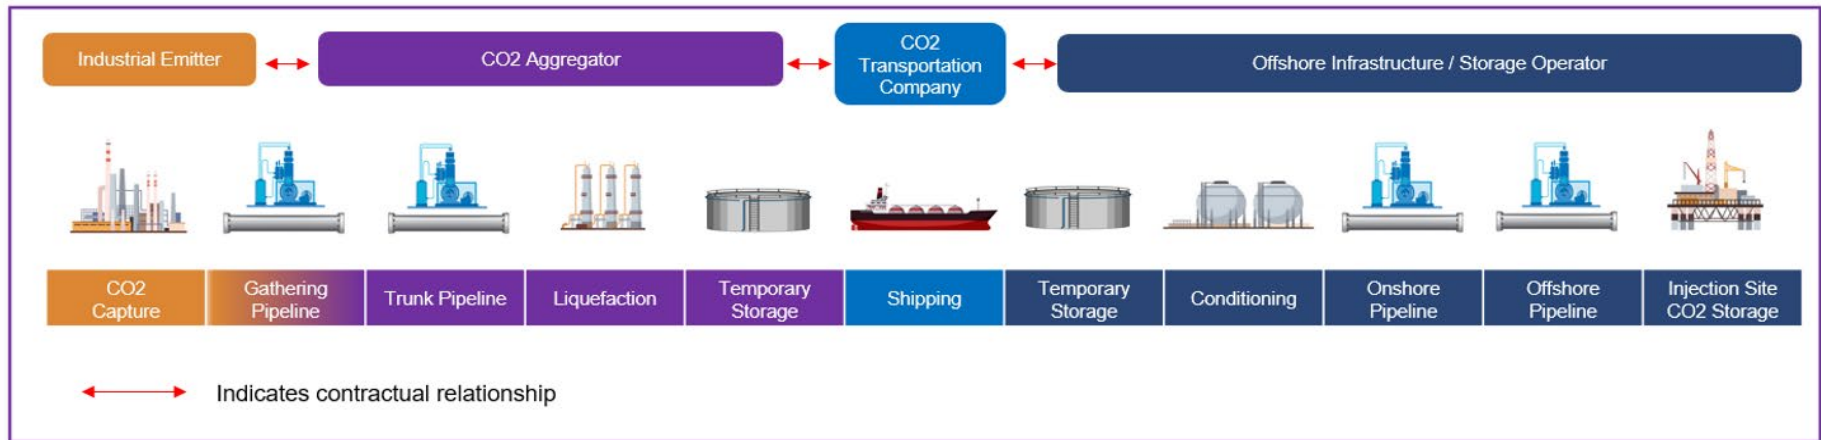 Industrial Emitter
CO2 Aggregator
CO2
Transportation
Company
Offshore Infrastructure / Storage Operator
CO2
Capture
Gathering
Pipeline
Trunk Pipeline
Liquefaction
Temporary
Storage
Shipping
Temporary
Storage
Conditioning
Onshore
Pipeline
Offshore
Pipeline
Injection Site
CO2 Storage
Indicates contractual relationship